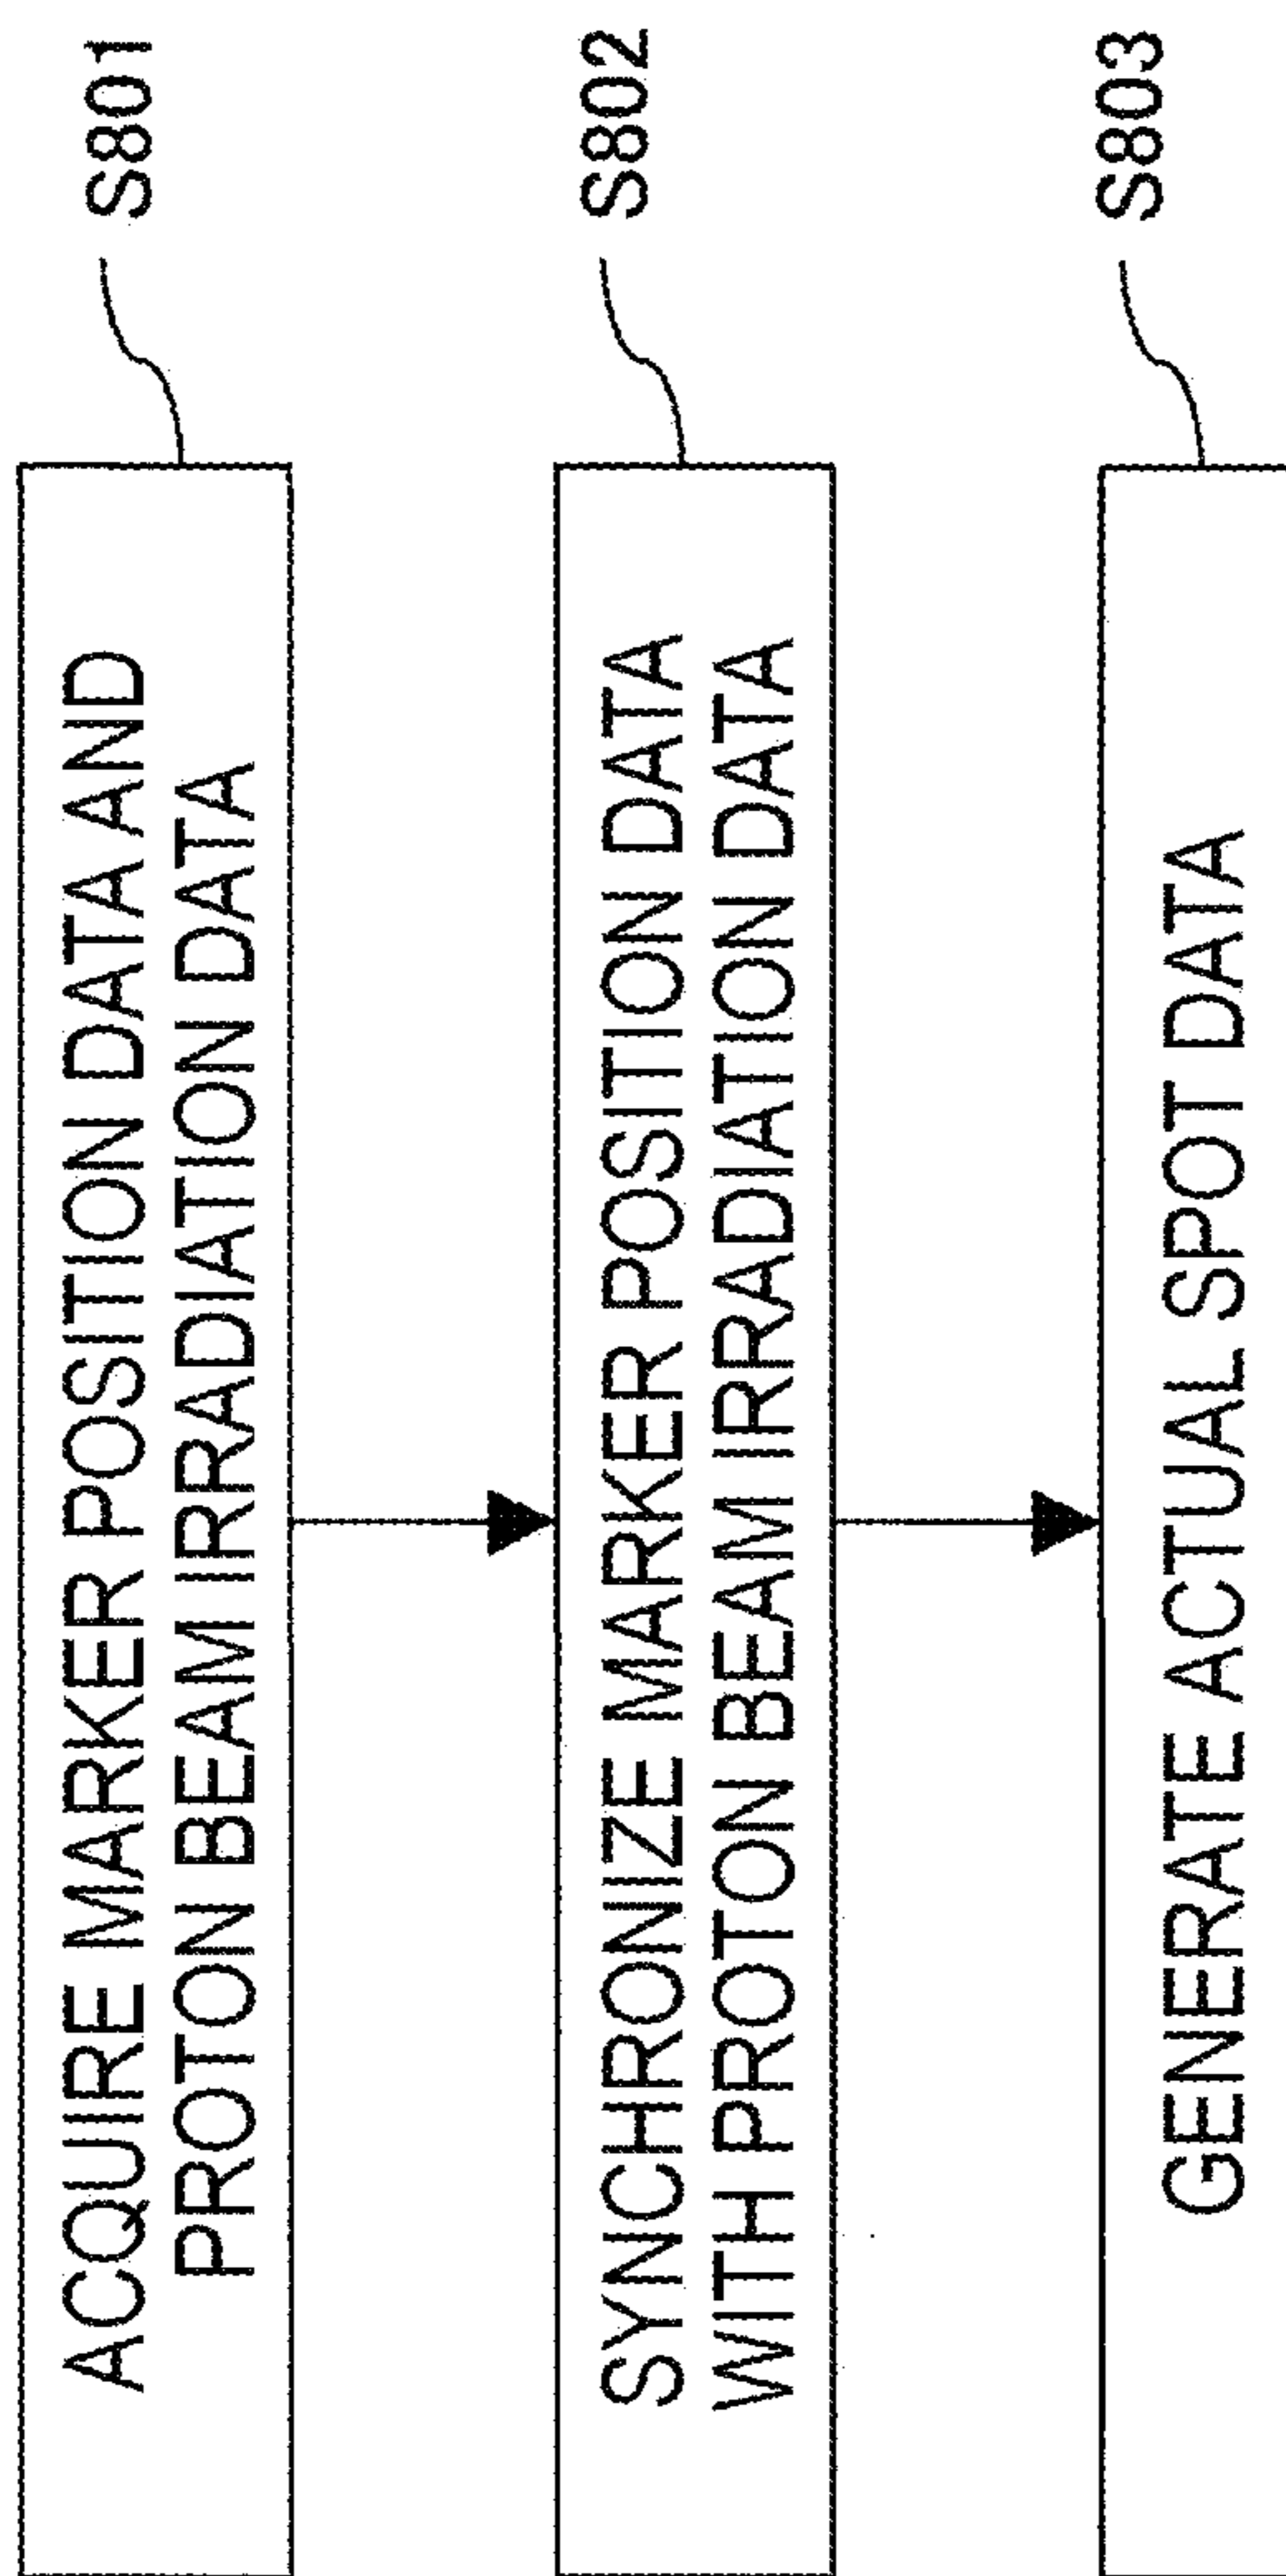 ACQUIRE MARKER POSITION DATA AND
PROTON BEAM IRRADIATION DATA
S801
SYNCHRONIZE MARKER POSITION DATA
WITH PROTON BEAM IRRADIATION DATA
S802
GENERATE ACTUAL SPOT DATA
S803